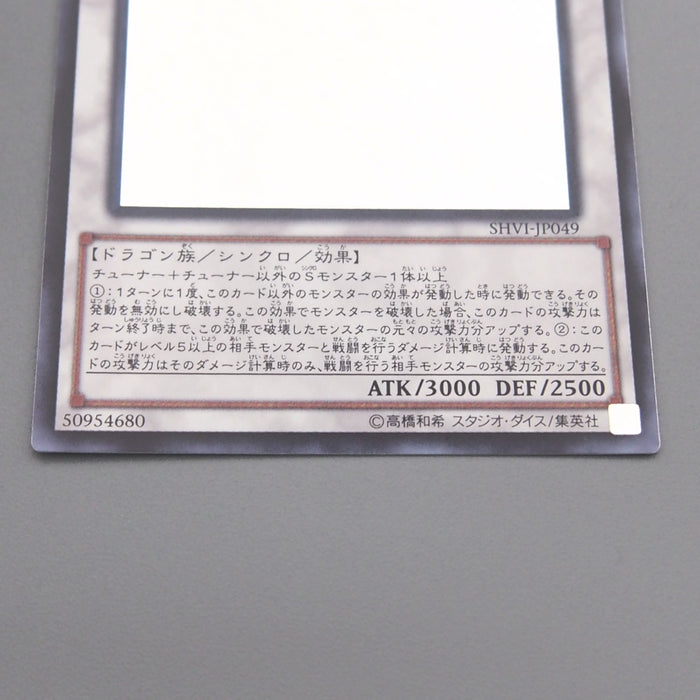 SHVI-JP049
【ドラゴン族／シンクロ／効果】
チューナー＋チューナー以外のSモンスター1体以上
①：1ターンに1度、このカード以外のモンスターの効果が発動した時に発動できる。その
発動を無効にし破壊する。この効果でモンスターを破壊した場合、このカードの攻撃力は
ターン終了時まで、この効果で破壊したモンスターの元々の攻撃力分アップする。②：この
カードがレベル５以上の相手モンスターと戦闘を行うダメージ計算時に発動する。このカー
ドの攻撃力はそのダメージ計算時のみ、戦闘を行う相手モンスターの攻撃力分アップする。
ATK/3000 DEF/2500
50954680
©高橋和希 スタジオ・ダイス/集英社